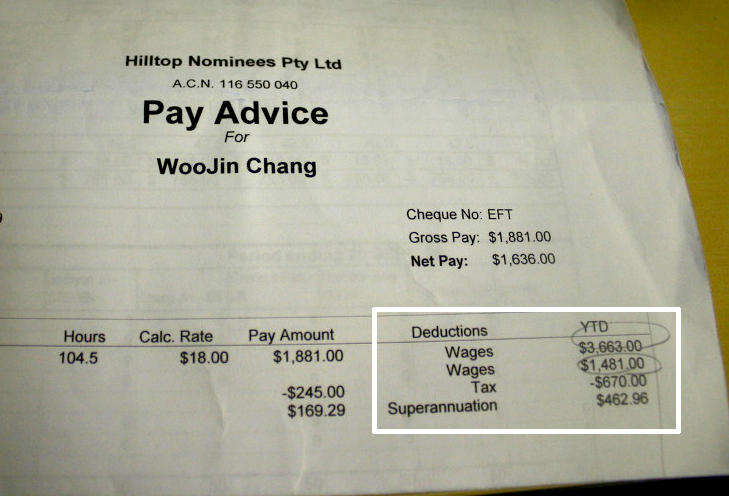 Hilltop Nominees Pty Ltd
A.C.N. 116 550 040
Pay Advice
For
WooJin Chang
Cheque No: EFT
Gross Pay: $1,881.00
Net Pay: $1,636.00
Hours Calc. Rate Pay Amount Deductions YTD
104.5 $18.00 $1,881.00 Wages $3,663.00
Wages $1,481.00
-$245.00 Tax -$670.00
$169.29 Superannuation $462.96